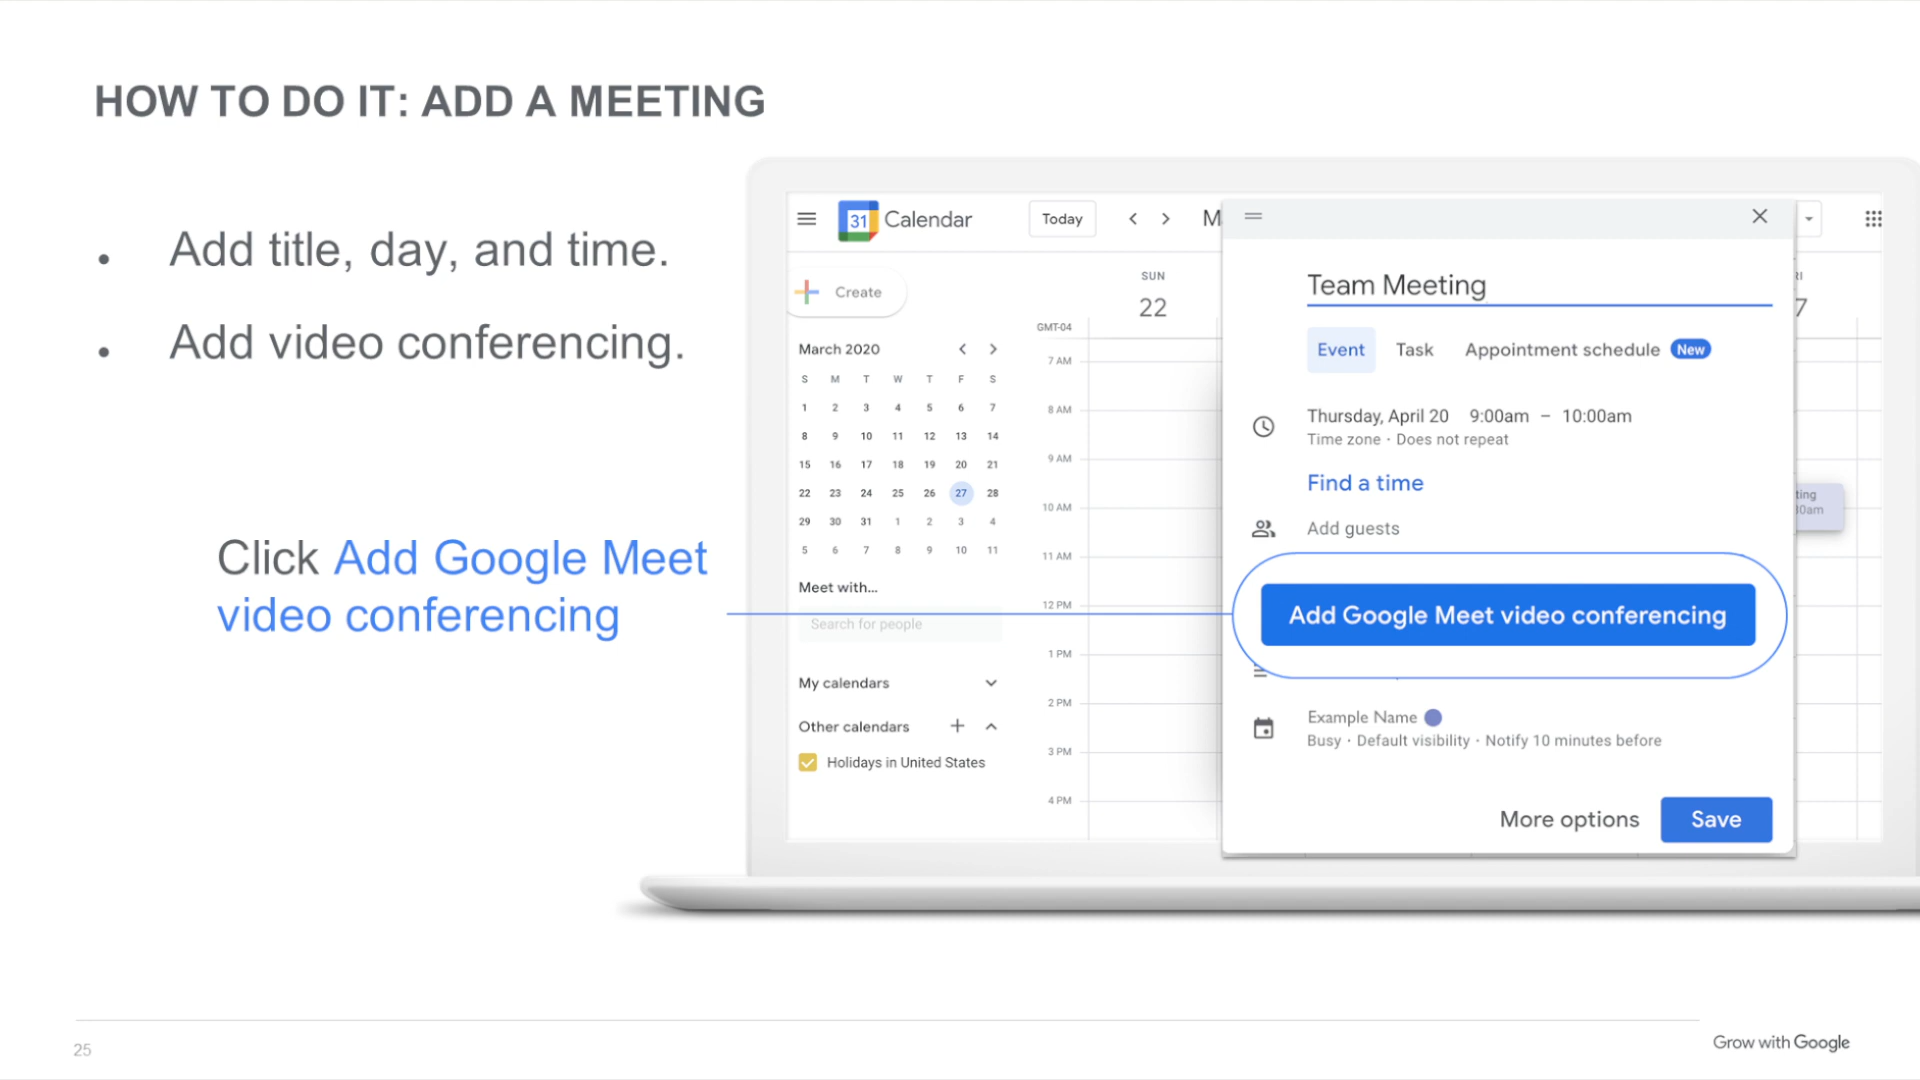 HOW TO DO IT: ADD A MEETING
• Add title, day, and time.
• Add video conferencing.
Click Add Google Meet
video conferencing
31 Calendar
Today
Create
March 2020
S M T W T F S
1 2 3 4 5 6 7
8 9 10 11 12 13 14
15 16 17 18 19 20 21
22 23 24 25 26 27 28
29 30 31 1 2 3 4
5 6 7 8 9 10 11
Meet with...
Search for people
My calendars
Other calendars
Holidays in United States
SUN
22
GMT-04
7 AM
8 AM
9 AM
10 AM
11 AM
12 PM
1 PM
2 PM
3 PM
4 PM
Team Meeting
Event Task Appointment schedule New
Thursday, April 20 9:00am – 10:00am
Time zone · Does not repeat
Find a time
Add guests
Add Google Meet video conferencing
Example Name
Busy · Default visibility · Notify 10 minutes before
More options Save
25
Grow with Google